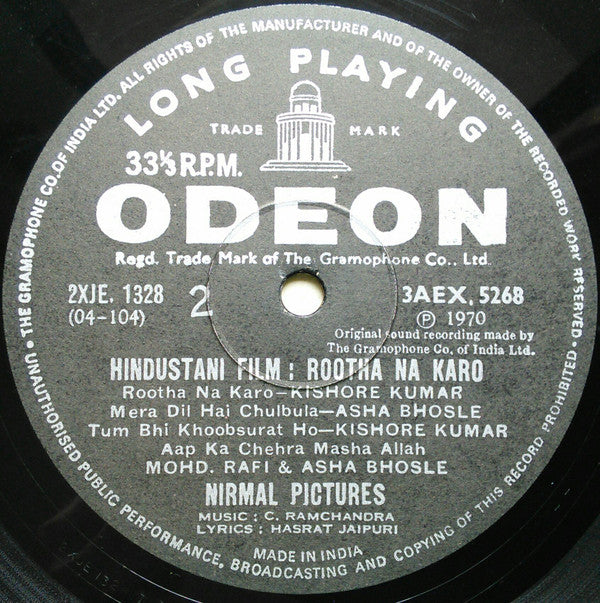 UNAUTHORISED PUBLIC PERFORMANCE, BROADCASTING AND COPYING OF THIS RECORD PROHIBITED • THE GRAMOPHONE CO. OF INDIA LTD. ALL RIGHTS OF THE MANUFACTURER AND OF THE OWNER OF THE RECORDED WORK RESERVED
LONG PLAYING
TRADE MARK
33⅓ R.P.M.
ODEON
Regd. Trade Mark of The Gramophone Co., Ltd.
2XJE. 1328 2 3AEX. 5268
(04-104) Ⓟ 1970
Original sound recording made by
The Gramophone Co. of India Ltd.
HINDUSTANI FILM : ROOTHA NA KARO
Rootha Na Karo—KISHORE KUMAR
Mera Dil Hai Chulbula—ASHA BHOSLE
Tum Bhi Khoobsurat Ho—KISHORE KUMAR
Aap Ka Chehra Masha Allah
MOHD. RAFI & ASHA BHOSLE
NIRMAL PICTURES
MUSIC : C. RAMCHANDRA
LYRICS : HASRAT JAIPURI
MADE IN INDIA